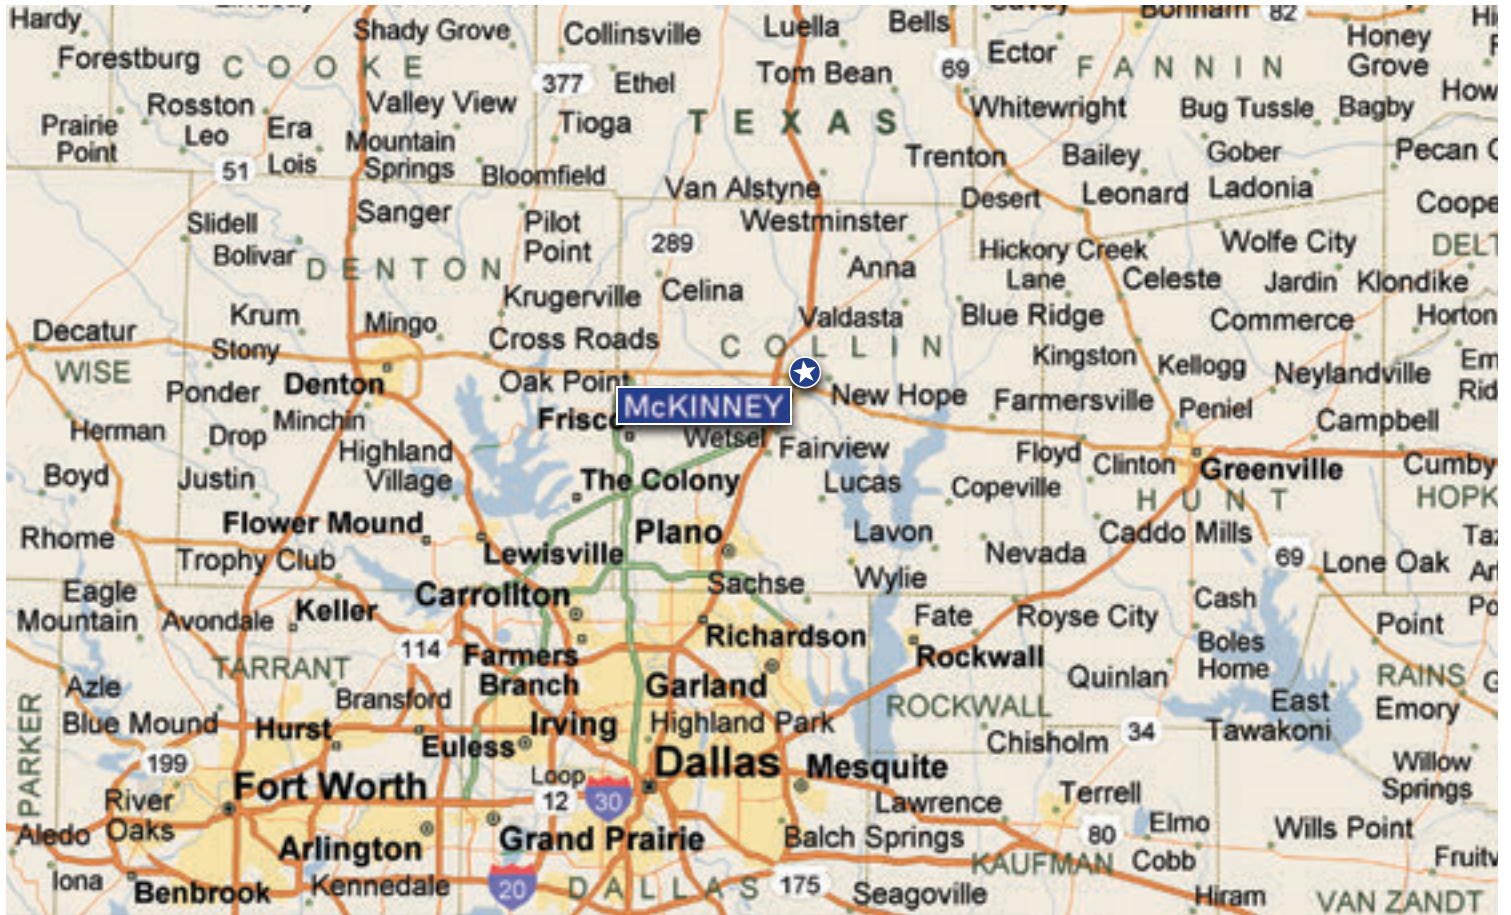 Hardy
Shady Grove
Collinsville
Luella
Bells
Bonham
82
Forestburg
COOKE
377
Ethel
Tom Bean
69
Ector
FANNIN
Honey
Grove
Rosston
Valley View
Whitewright
Bug Tussle
Bagby
Prairie
Point
Leo
Era
Mountain
Springs
Tioga
TEXAS
51
Lois
Bloomfield
Trenton
Bailey
Gober
Van Alstyne
Desert
Leonard
Ladonia
Slidell
Sanger
Pilot
Point
Westminster
Bolivar
DENTON
289
Anna
Hickory Creek
Lane
Wolfe City
Celeste
Jardin
Klondike
Krugerville
Celina
Krum
Mingo
Valdasta
Blue Ridge
Commerce
Horton
Decatur
Stony
Cross Roads
COLLIN
Kingston
Kellogg
Neylandville
WISE
Ponder
Denton
Oak Point
McKINNEY
New Hope
Farmersville
Peniel
Campbell
Minchin
Herman
Drop
Highland
Village
Wetsel
Fairview
Floyd
Clinton
Greenville
Cumby
Boyd
Justin
The Colony
Lucas
Copeville
HUNT
Flower Mound
Plano
Lavon
Caddo Mills
Rhome
Trophy Club
Lewisville
Nevada
69
Lone Oak
Eagle
Mountain
Sachse
Wylie
Avondale
Keller
Carrollton
Fate
Royse City
Cash
Point
114
Farmers
Branch
Richardson
Rockwall
Boles
Home
TARRANT
Quinlan
RAINS
Azle
Bransford
Garland
ROCKWALL
East
Tawakoni
Emory
PARKER
Blue Mound
Hurst
Euless
Irving
Highland Park
Chisholm
34
199
Fort Worth
Loop
12
30
Dallas
Mesquite
Willow
Springs
River
Oaks
Lawrence
Terrell
Aledo
Arlington
Grand Prairie
Balch Springs
80
Elmo
Wills Point
KAUFMAN
Cobb
Iona
Benbrook
Kennedale
20
DALLAS
175
Seagoville
Hiram
VAN ZANDT